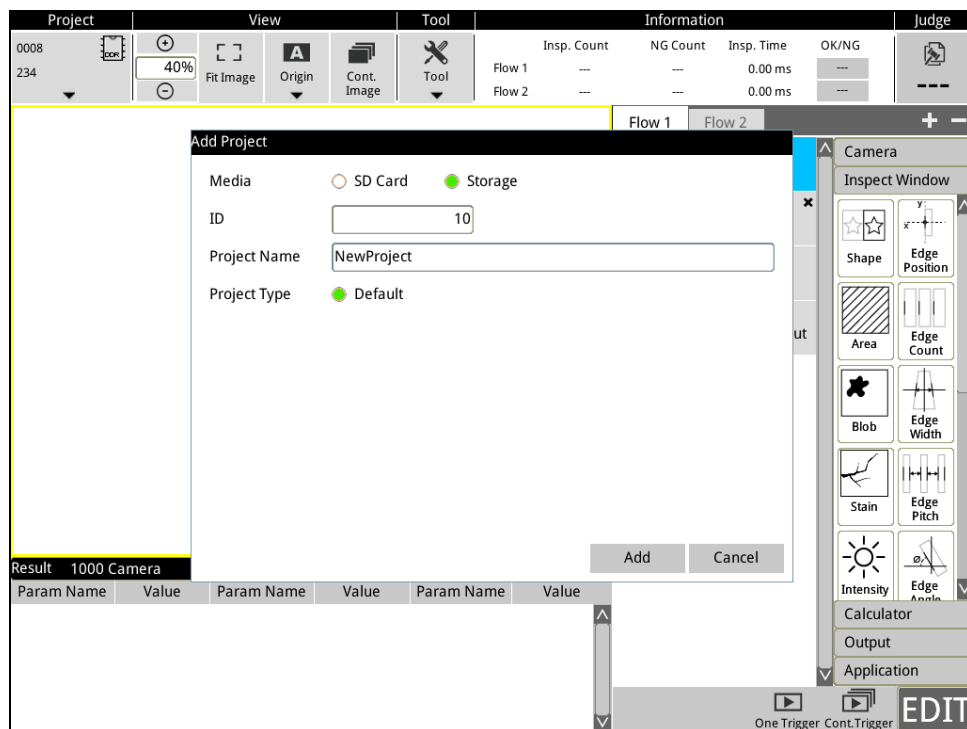 Project View Tool Information Judge
0008
DDR
234
40%
Fit Image
A
Origin
Cont.
Image
Tool
Insp. Count NG Count Insp. Time OK/NG
Flow 1 --- --- 0.00 ms ---
Flow 2 --- --- 0.00 ms ---
---
Flow 1 Flow 2
Add Project
Media SD Card Storage
ID 10
Project Name NewProject
Project Type Default
Add Cancel
ut
Camera
Inspect Window
Shape
y
x
Edge
Position
Area
Edge
Count
Blob
Edge
Width
Stain
Edge
Pitch
Intensity
Edge
Angle
Calculator
Output
Application
Result 1000 Camera
Param Name Value Param Name Value Param Name Value
One Trigger Cont.Trigger
EDIT